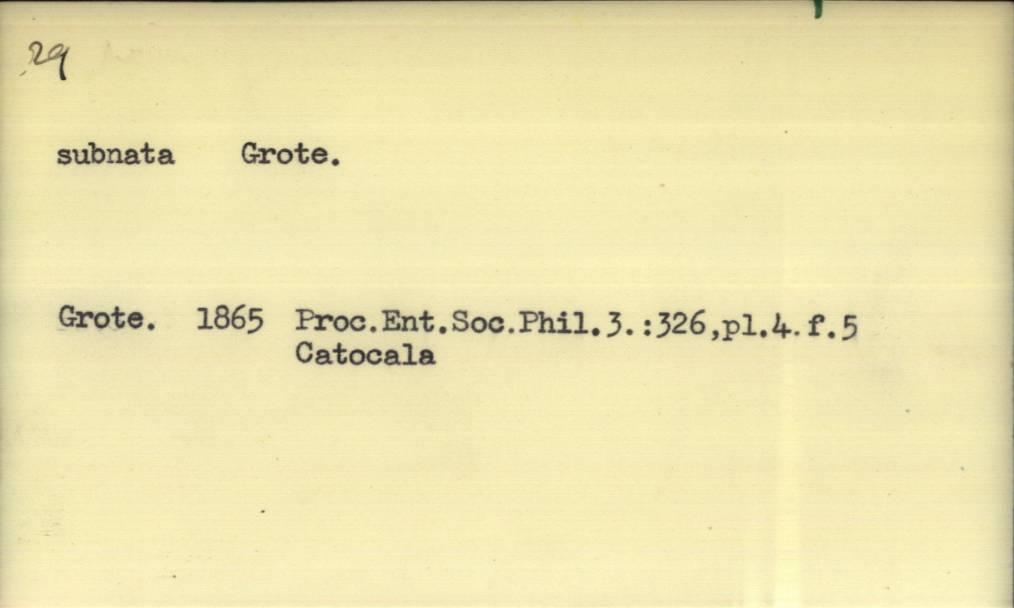 29
subnata Grote.
Grote. 1865 Proc.Ent.Soc.Phil.3.:326,pl.4.f.5
Catocala